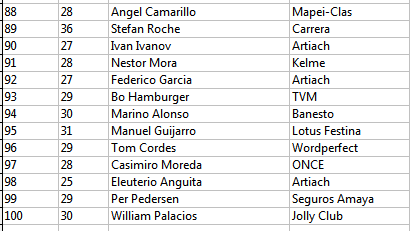 88 28 Angel Camarillo Mapei-Clas
89 36 Stefan Roche Carrera
90 27 Ivan Ivanov Artiach
91 28 Nestor Mora Kelme
92 27 Federico Garcia Artiach
93 29 Bo Hamburger TVM
94 30 Marino Alonso Banesto
95 31 Manuel Guijarro Lotus Festina
96 29 Tom Cordes Wordperfect
97 28 Casimiro Moreda ONCE
98 25 Eleuterio Anguita Artiach
99 29 Per Pedersen Seguros Amaya
100 30 William Palacios Jolly Club